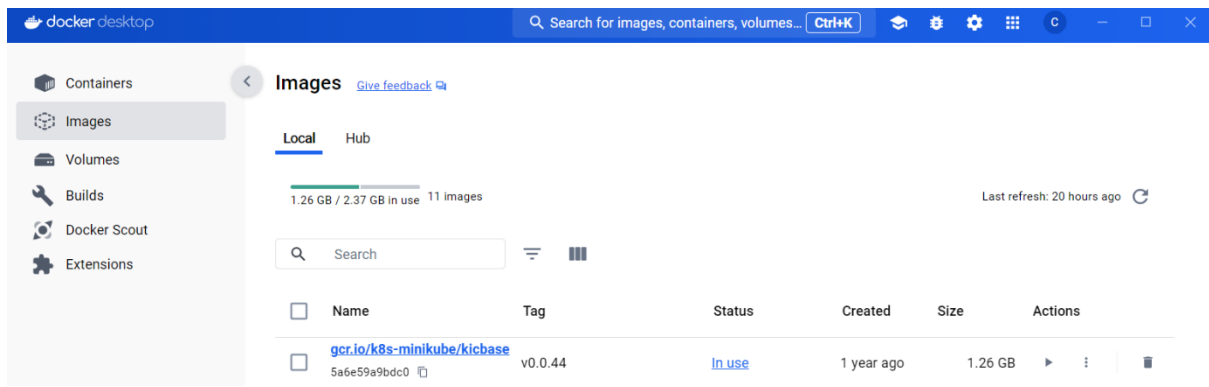 docker desktop
Search for images, containers, volumes... Ctrl+K
C
Containers
Images
Volumes
Builds
Docker Scout
Extensions
Images Give feedback
Local Hub
1.26 GB / 2.37 GB in use 11 images
Last refresh: 20 hours ago
Search
Name Tag Status Created Size Actions
gcr.io/k8s-minikube/kicbase v0.0.44 In use 1 year ago 1.26 GB
5a6e59a9bdc0